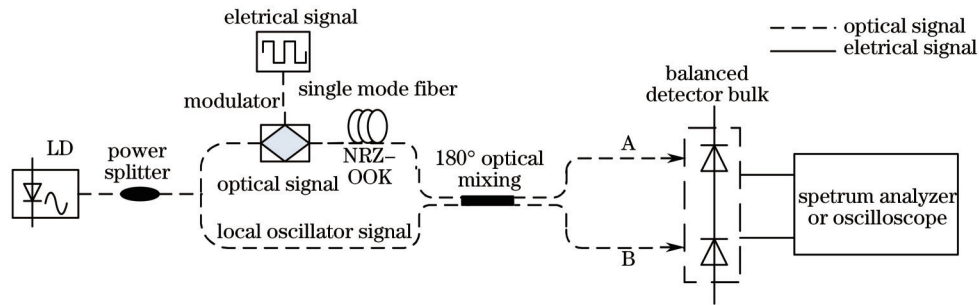 eletrical signal
optical signal
eletrical signal
balanced
detector bulk
modulator
single mode fiber
LD
power
splitter
NRZ–
OOK
optical signal
180° optical
mixing
A
local oscillator signal
B
spetrum analyzer
or oscilloscope